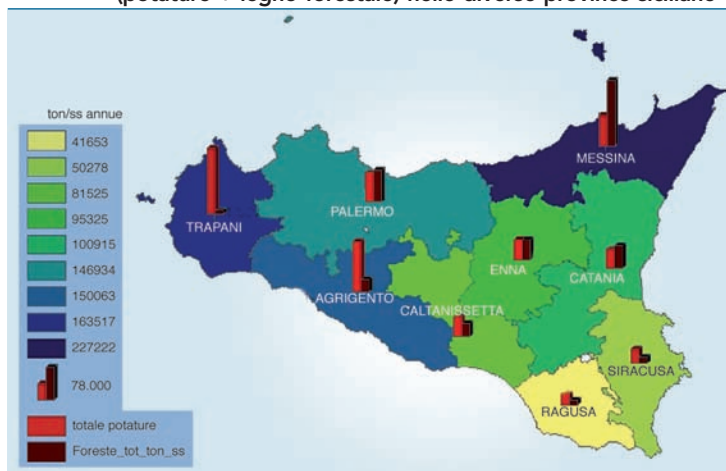 (potature + legno forestale) nelle diverse province siciliane
ton/ss annue
41653
50278
81525
95325
100915
146934
150063
163517
227222
78.000
totale potature
Foreste_tot_ton_ss
MESSINA
PALERMO
TRAPANI
ENNA
CATANIA
AGRIGENTO
CALTANISSETTA
SIRACUSA
RAGUSA